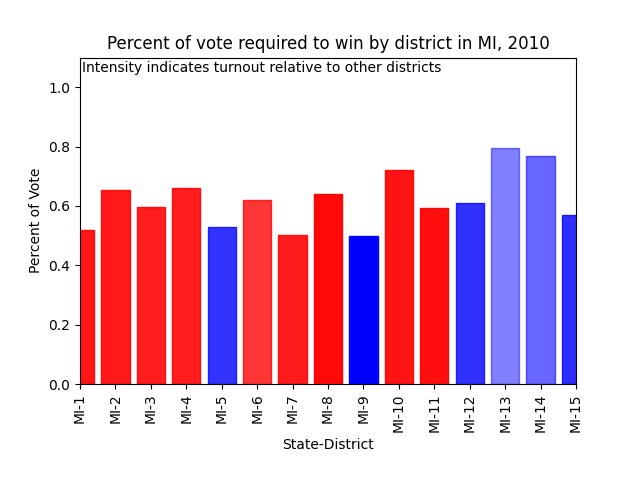 Percent of vote required to win by district in MI, 2010
Intensity indicates turnout relative to other districts
1.0
0.8
0.6
0.4
0.2
0.0
Percent of Vote
MI-1
MI-2
MI-3
MI-4
MI-5
MI-6
MI-7
MI-8
MI-9
MI-10
MI-11
MI-12
MI-13
MI-14
MI-15
State-District